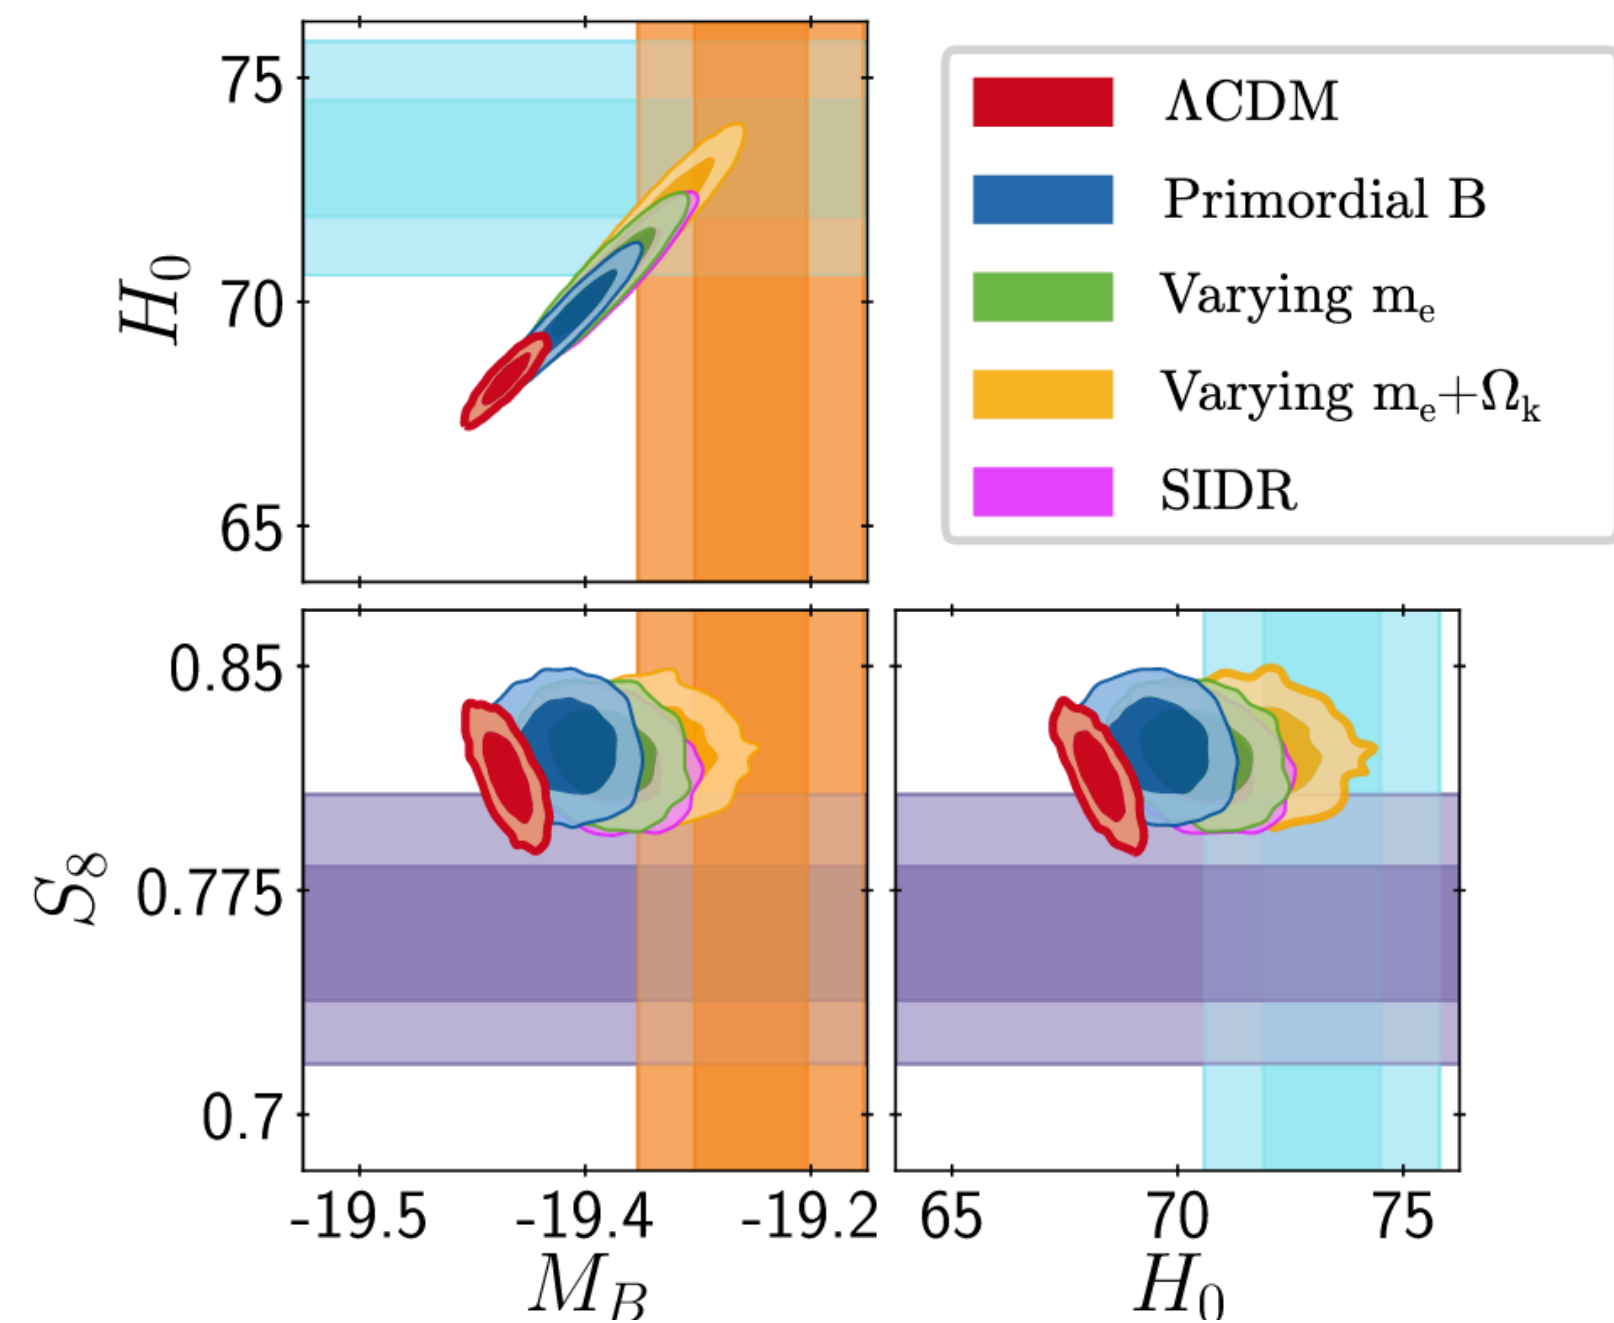 75
70
65
H₀
ΛCDM
Primordial B
Varying mₑ
Varying mₑ+Ωₖ
SIDR
0.85
0.775
0.7
S₈
-19.5 -19.4 -19.2
M_B
65 70 75
H₀